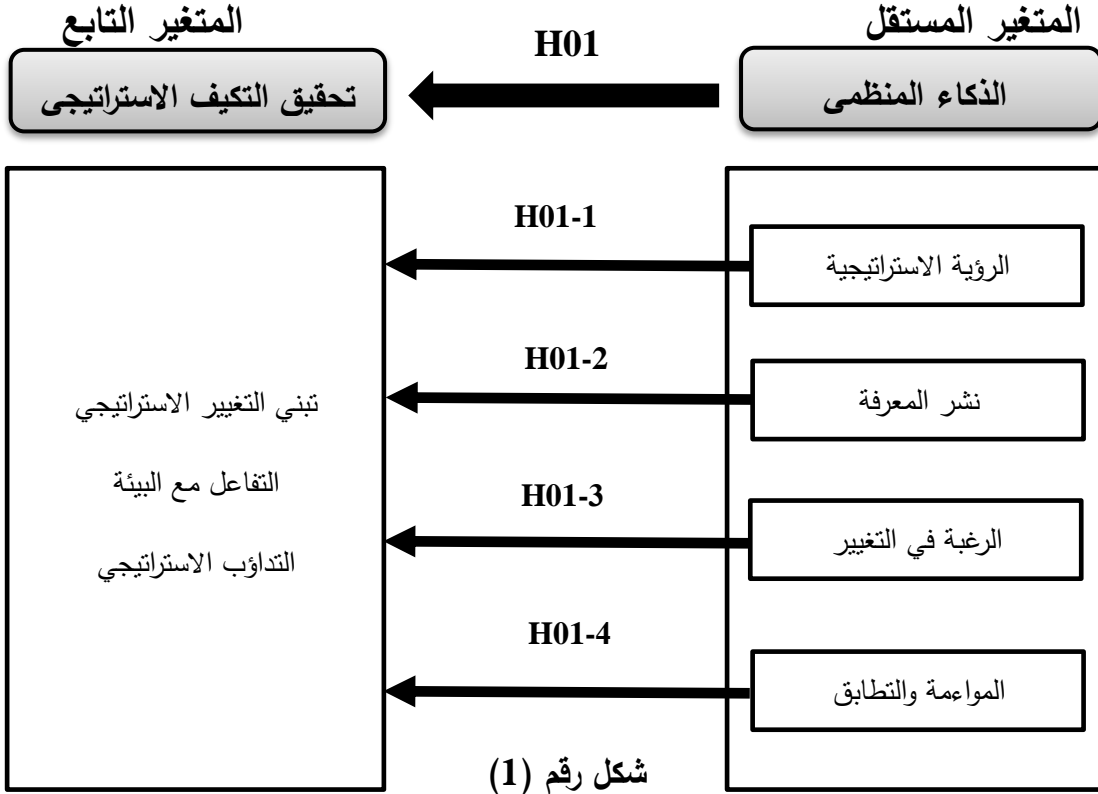 المتغير المستقل
المتغير التابع
H01
الذكاء المنظمى
تحقيق التكيف الاستراتيجى
H01-1
الرؤية الاستراتيجية
H01-2
نشر المعرفة
تبني التغيير الاستراتيجي
التفاعل مع البيئة
H01-3
الرغبة في التغيير
التداؤب الاستراتيجي
H01-4
المواءمة والتطابق
شكل رقم (1)